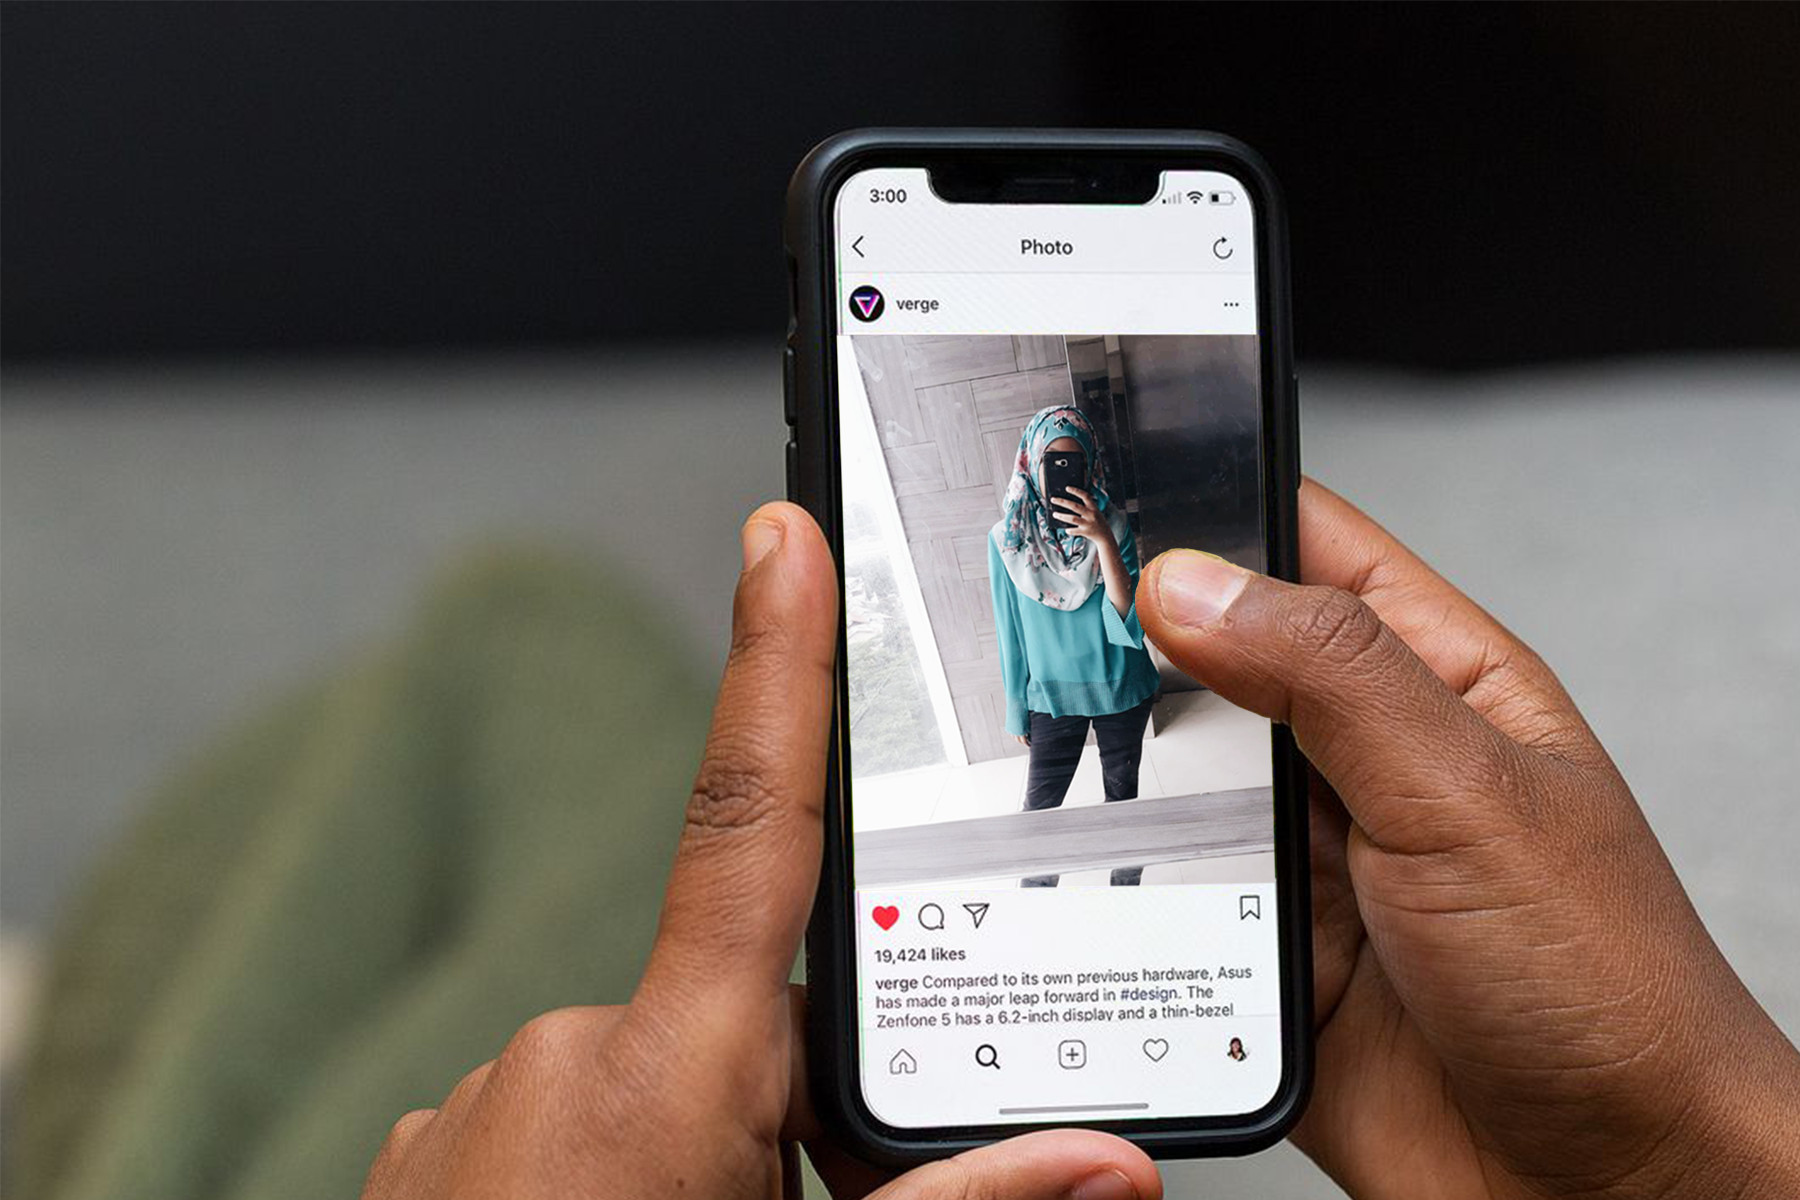 3:00
Photo
verge
19,424 likes
verge Compared to its own previous hardware, Asus
has made a major leap forward in #design. The
Zenfone 5 has a 6.2-inch display and a thin-bezel